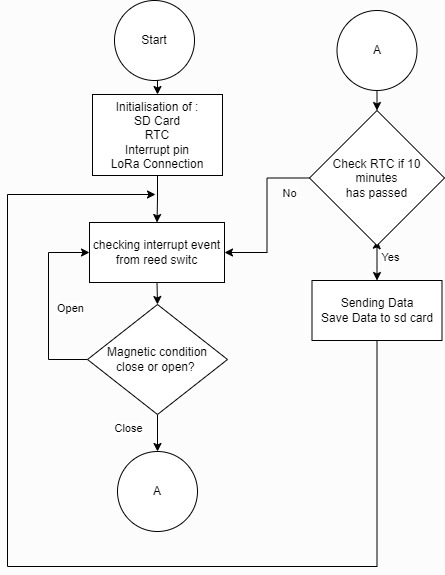 Start
Initialisation of :
SD Card
RTC
Interrupt pin
LoRa Connection
checking interrupt event
from reed switc
Open
Magnetic condition
close or open?
Close
A
A
Check RTC if 10
minutes
has passed
No
Yes
Sending Data
Save Data to sd card